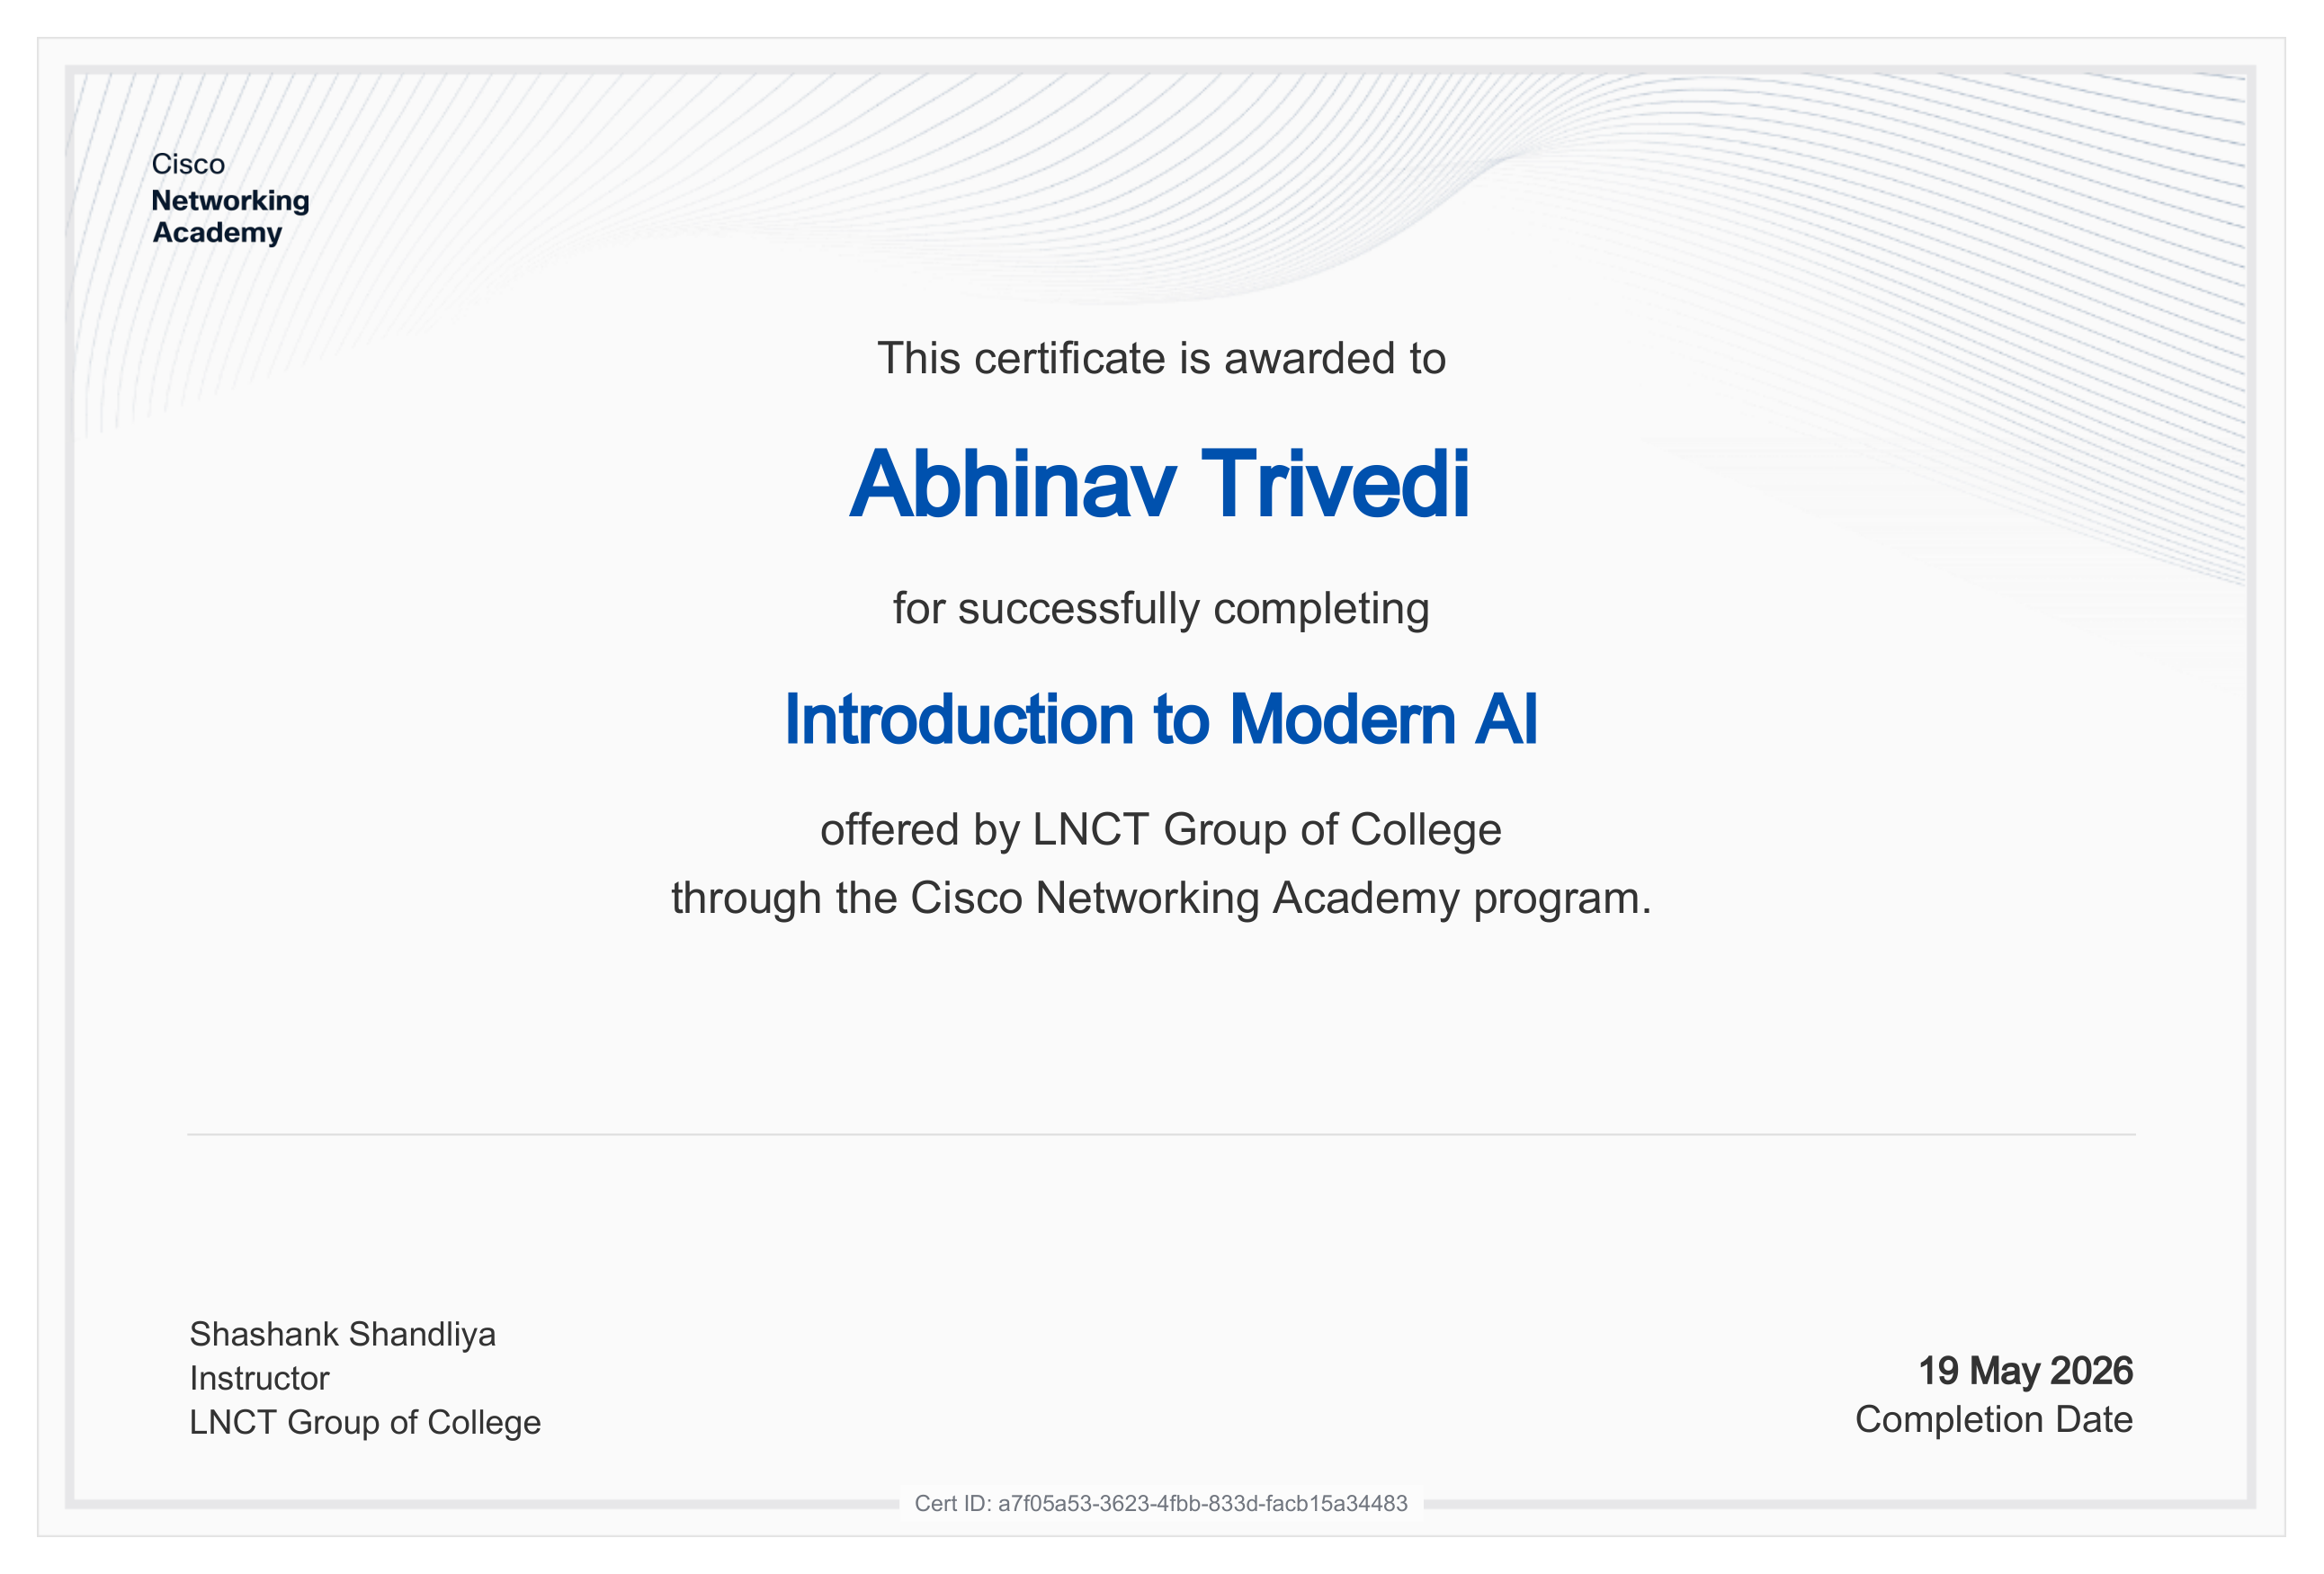 Cisco
Networking
Academy
This certificate is awarded to
Abhinav Trivedi
for successfully completing
Introduction to Modern AI
offered by LNCT Group of College
through the Cisco Networking Academy program.
Shashank Shandliya
Instructor
LNCT Group of College
19 May 2026
Completion Date
Cert ID: a7f05a53-3623-4fbb-833d-facb15a34483